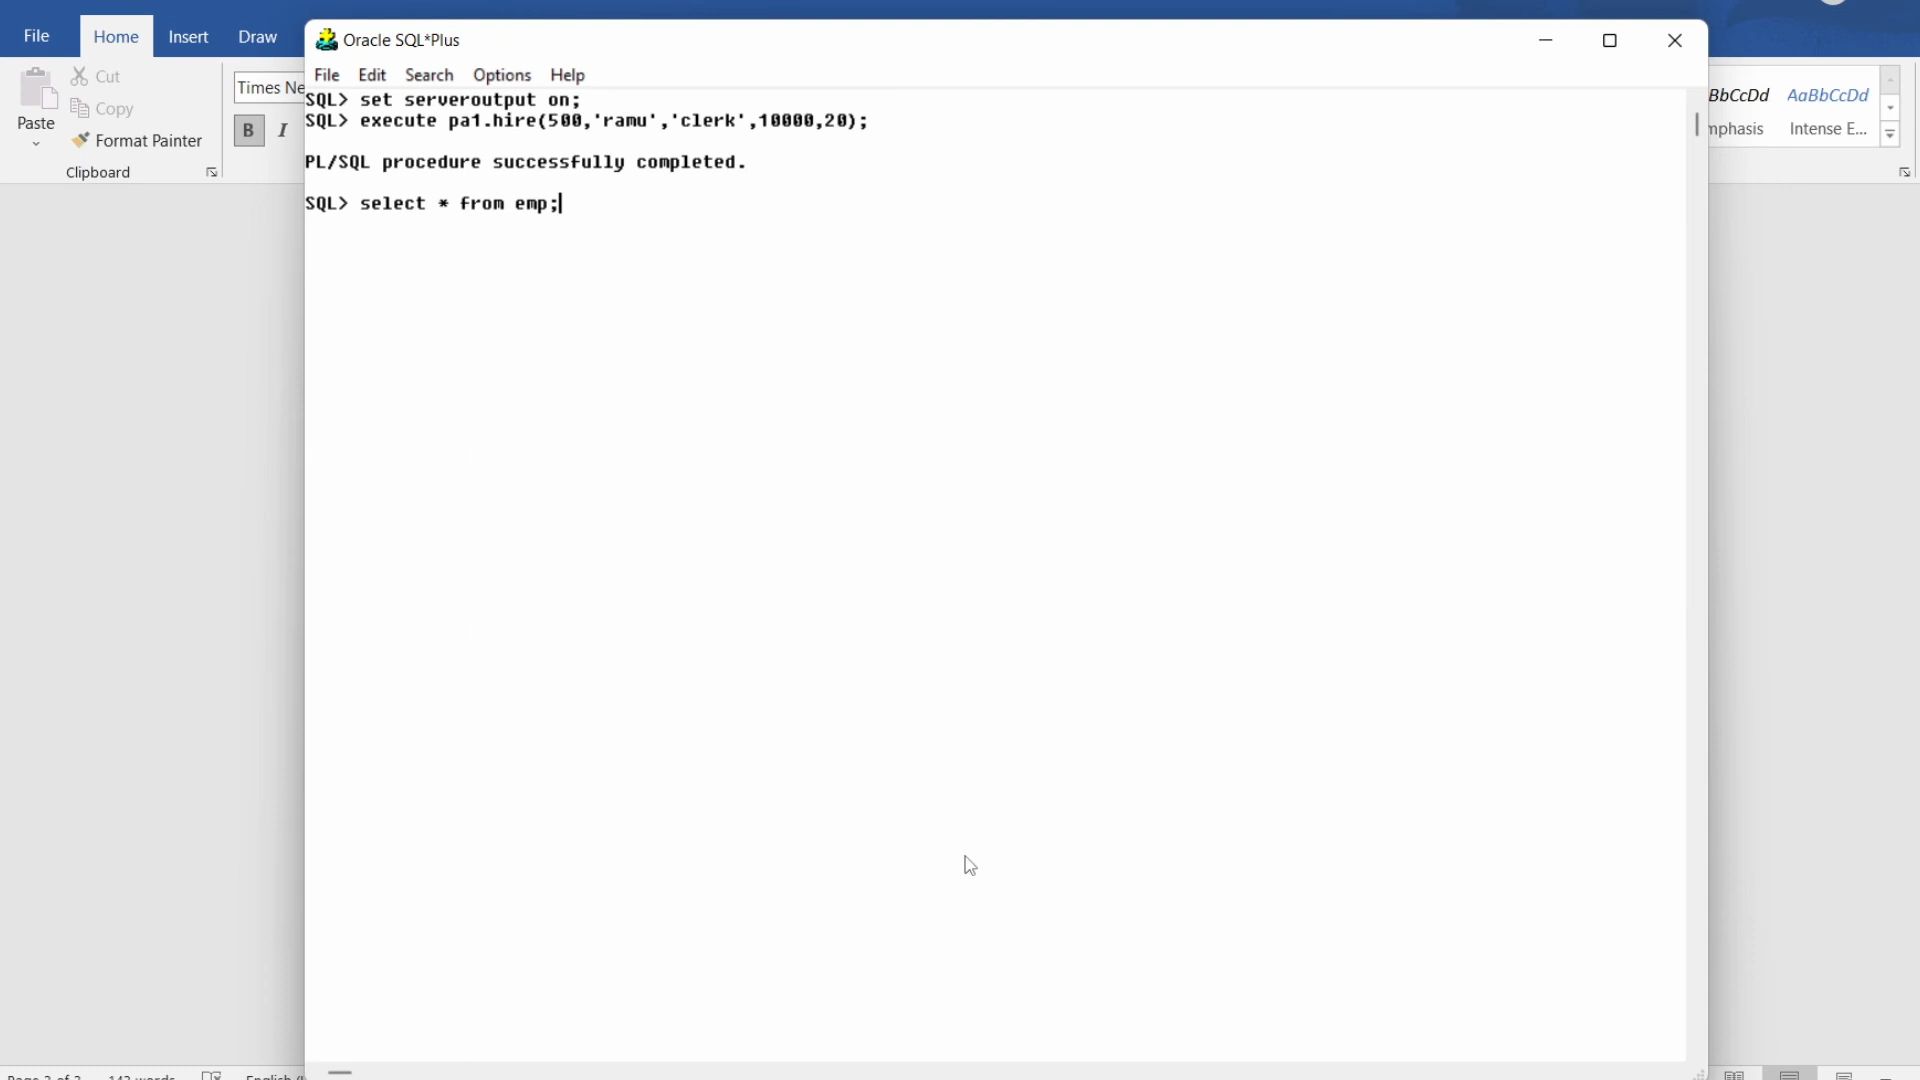 File Home Insert Draw
Oracle SQL*Plus
File Edit Search Options Help
Cut
Copy
Paste
Format Painter
Clipboard
Times Ne
B I
AaBbCcDd
Intense E...
SQL> set serveroutput on;
SQL> execute pa1.hire(500,'ramu','clerk',10000,20);
PL/SQL procedure successfully completed.
SQL> select * from emp;